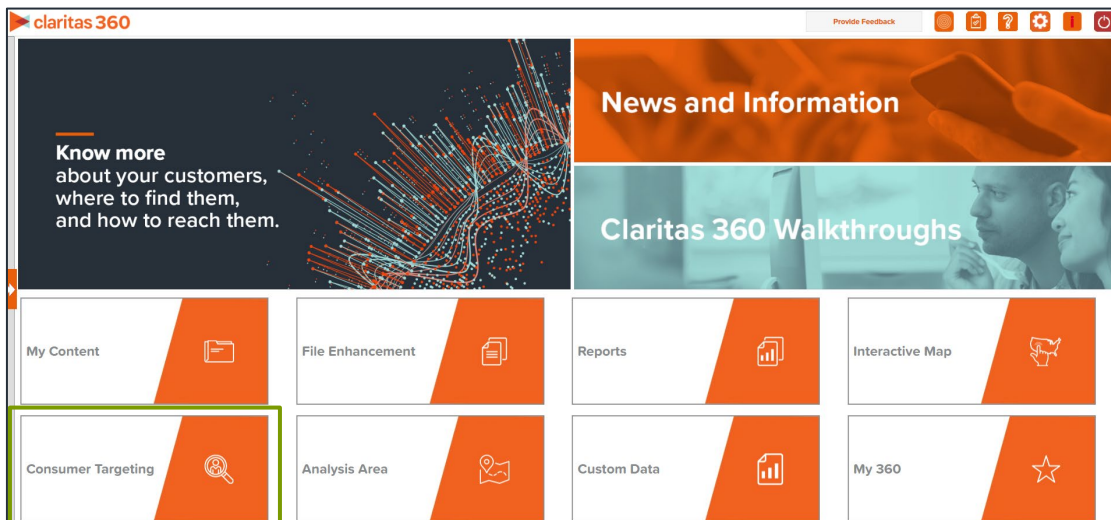 claritas 360
Provide Feedback
Know more
about your customers,
where to find them,
and how to reach them.
News and Information
Claritas 360 Walkthroughs
My Content
File Enhancement
Reports
Interactive Map
Consumer Targeting
Analysis Area
Custom Data
My 360